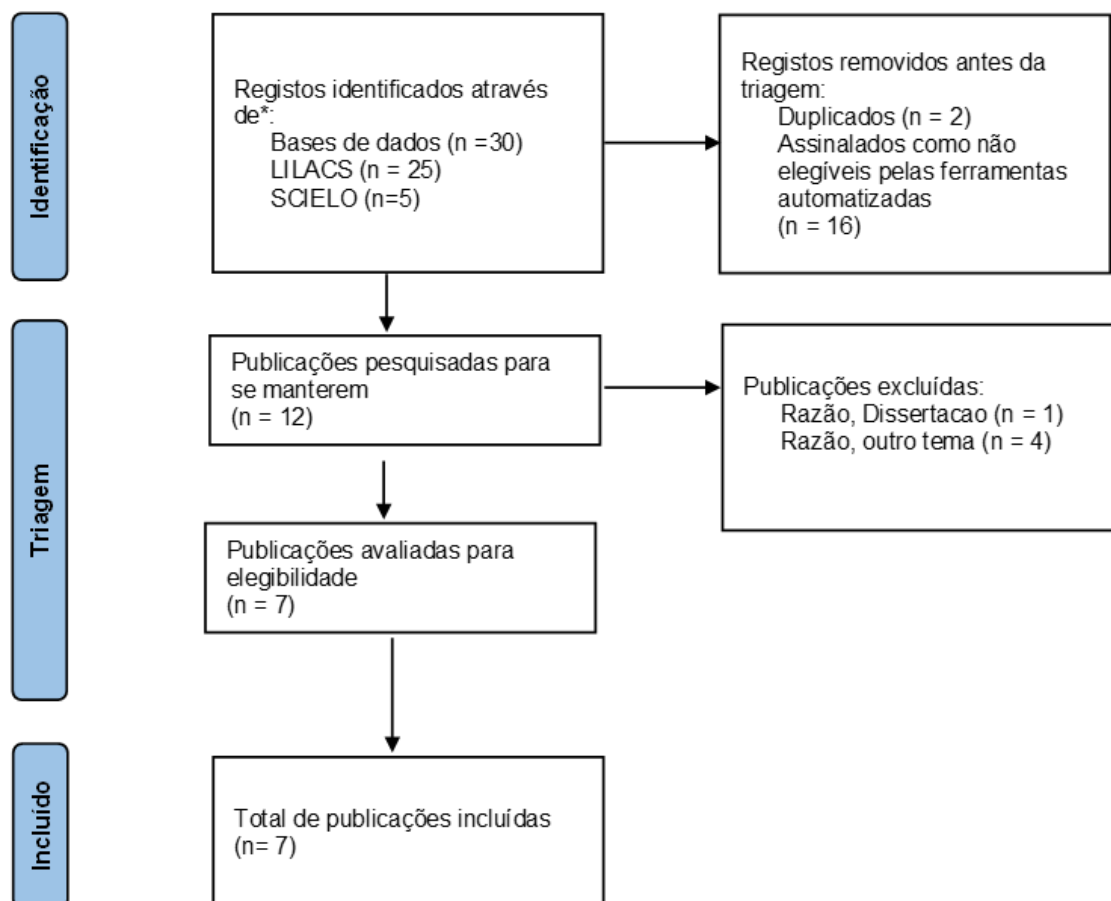 Identificação
Registos identificados através
de*:
Bases de dados (n =30)
LILACS (n = 25)
SCIELO (n=5)
Registos removidos antes da
triagem:
Duplicados (n = 2)
Assinalados como não
elegíveis pelas ferramentas
automatizadas
(n = 16)
Triagem
Publicações pesquisadas para
se manterem
(n = 12)
Publicações excluídas:
Razão, Dissertacao (n = 1)
Razão, outro tema (n = 4)
Publicações avaliadas para
elegibilidade
(n = 7)
Incluído
Total de publicações incluídas
(n= 7)